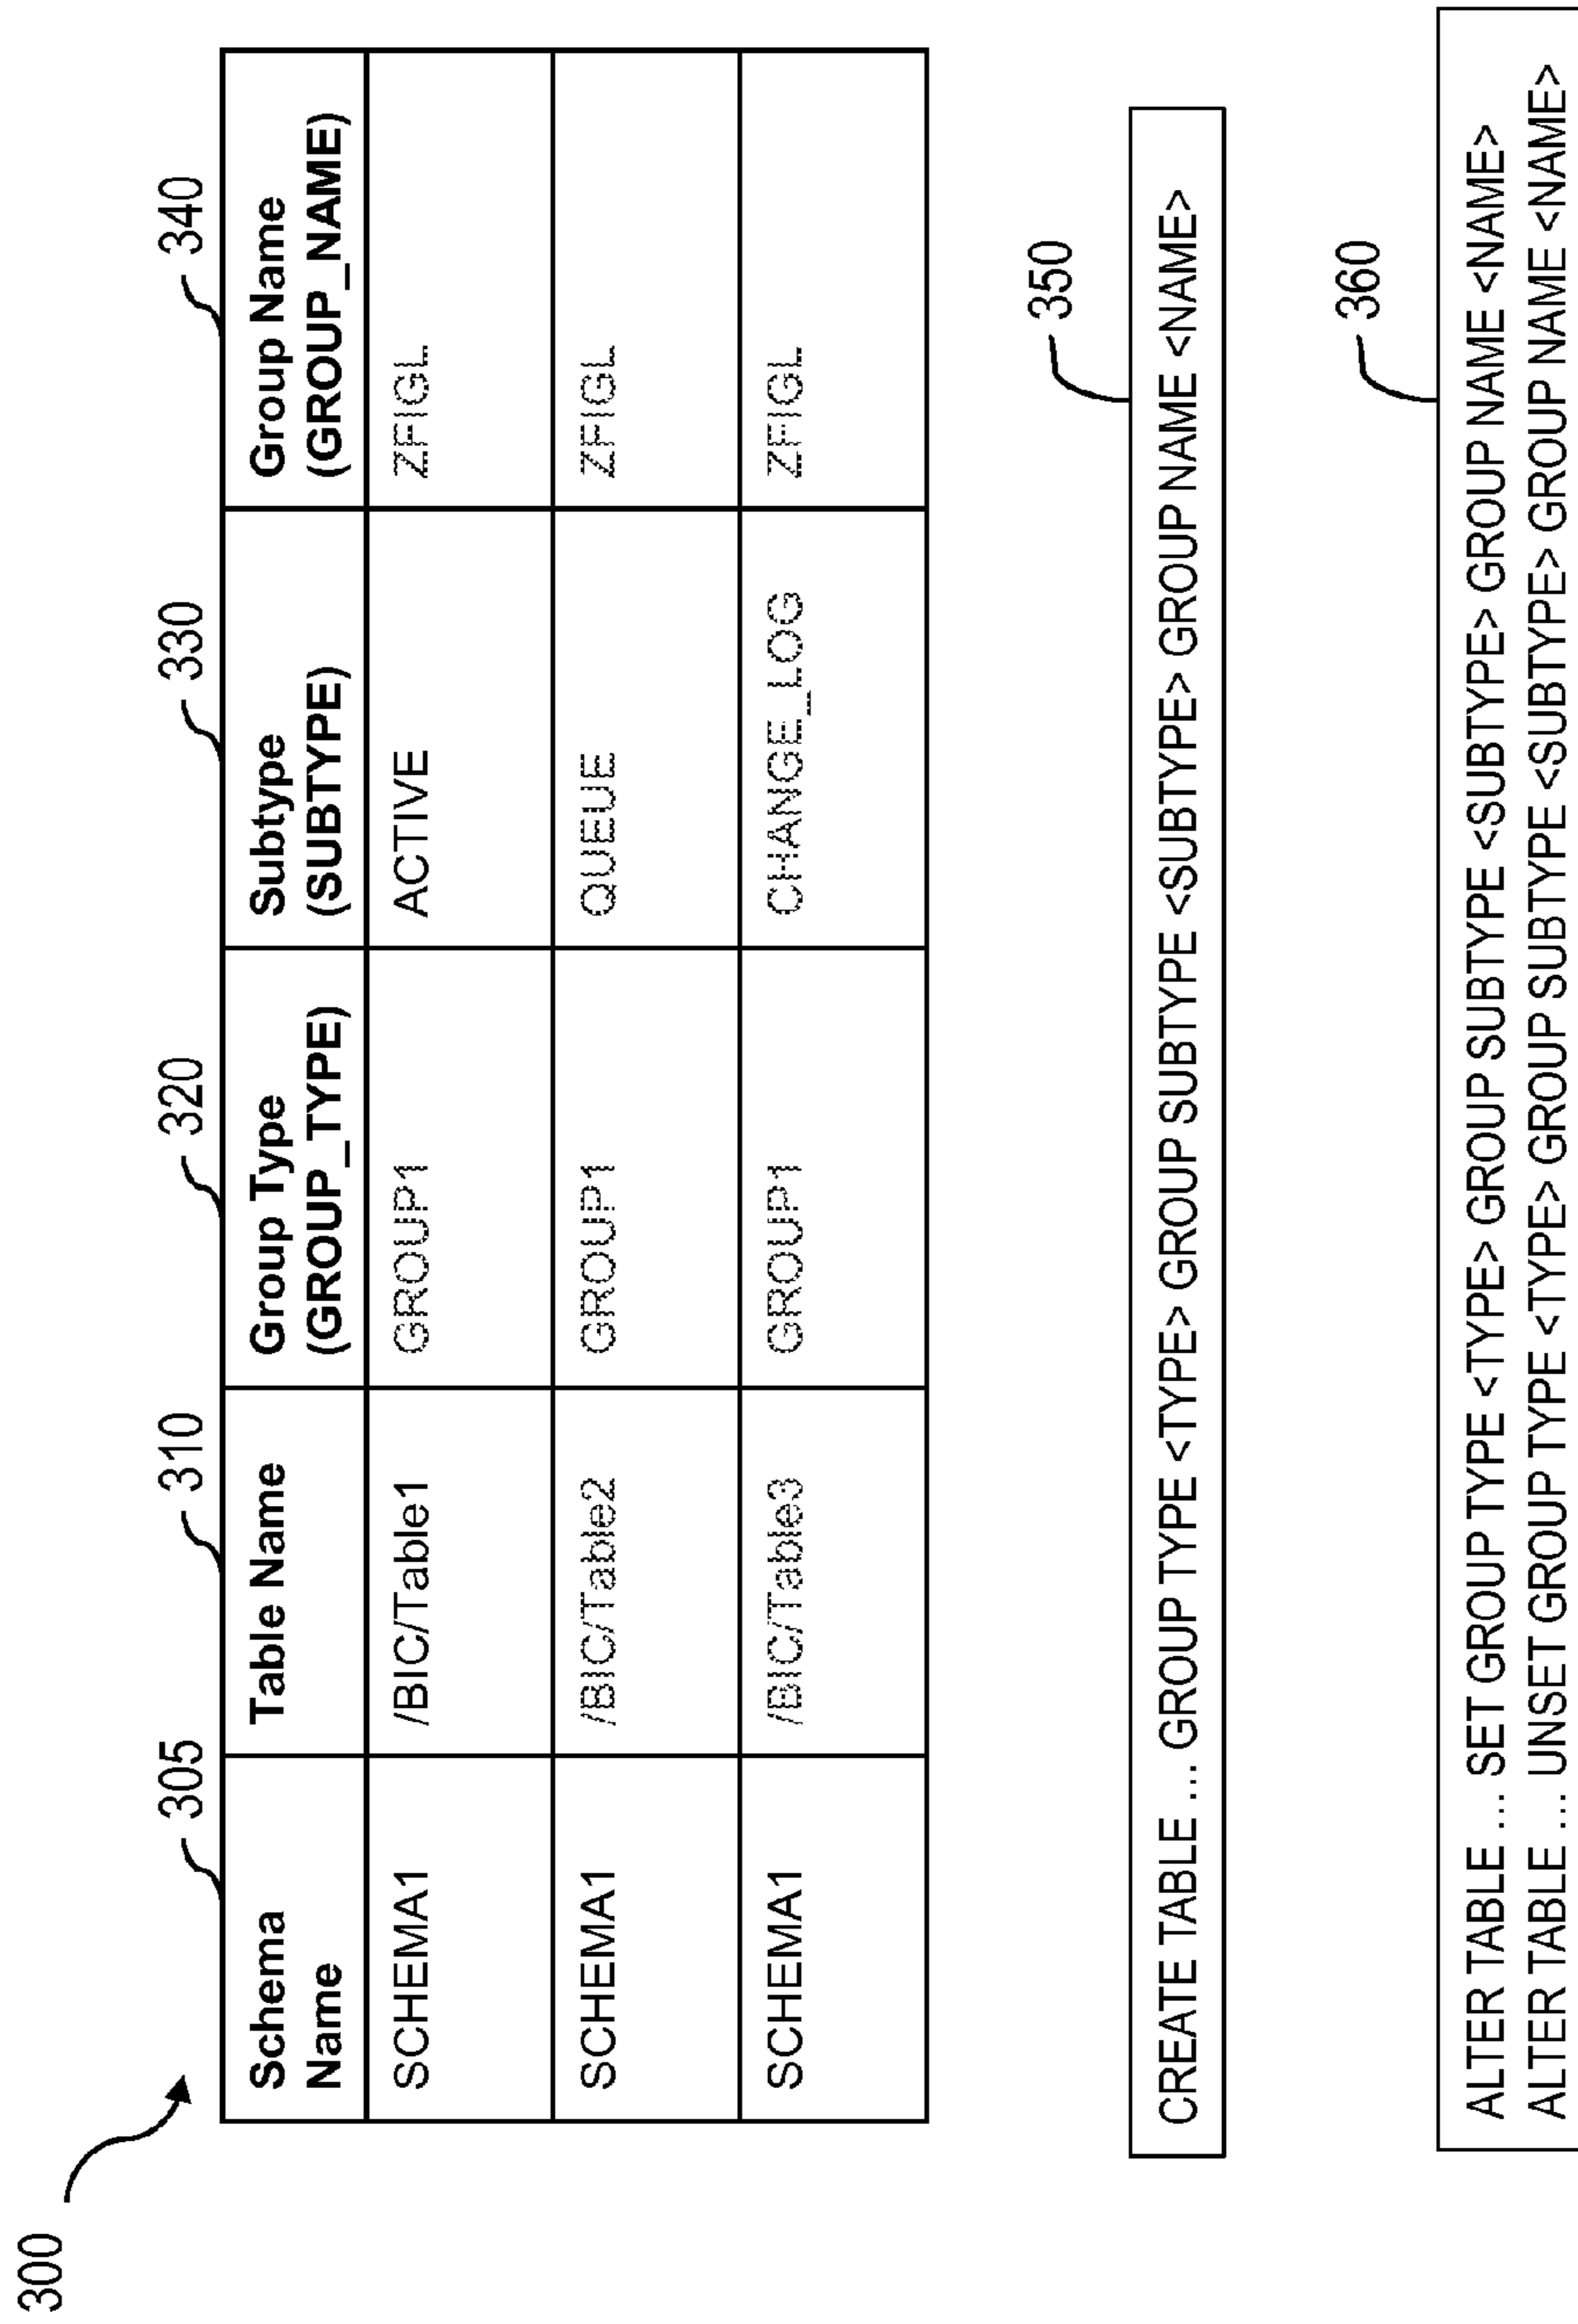 300
305
310
320
330
340
Schema Name
Table Name
Group Type (GROUP_TYPE)
Subtype (SUBTYPE)
Group Name (GROUP_NAME)
SCHEMA1 /BIC/Table1 GROUP1 ACTIVE ZFIGL
SCHEMA1 /BIC/Table2 GROUP1 QUEUE ZFIGL
SCHEMA1 /BIC/Table3 GROUP1 CHANGE_LOG ZFIGL
350
CREATE TABLE ... GROUP TYPE <TYPE> GROUP SUBTYPE <SUBTYPE> GROUP NAME <NAME>
360
ALTER TABLE ... SET GROUP TYPE <TYPE> GROUP SUBTYPE <SUBTYPE> GROUP NAME <NAME>
ALTER TABLE ... UNSET GROUP TYPE <TYPE> GROUP SUBTYPE <SUBTYPE> GROUP NAME <NAME>